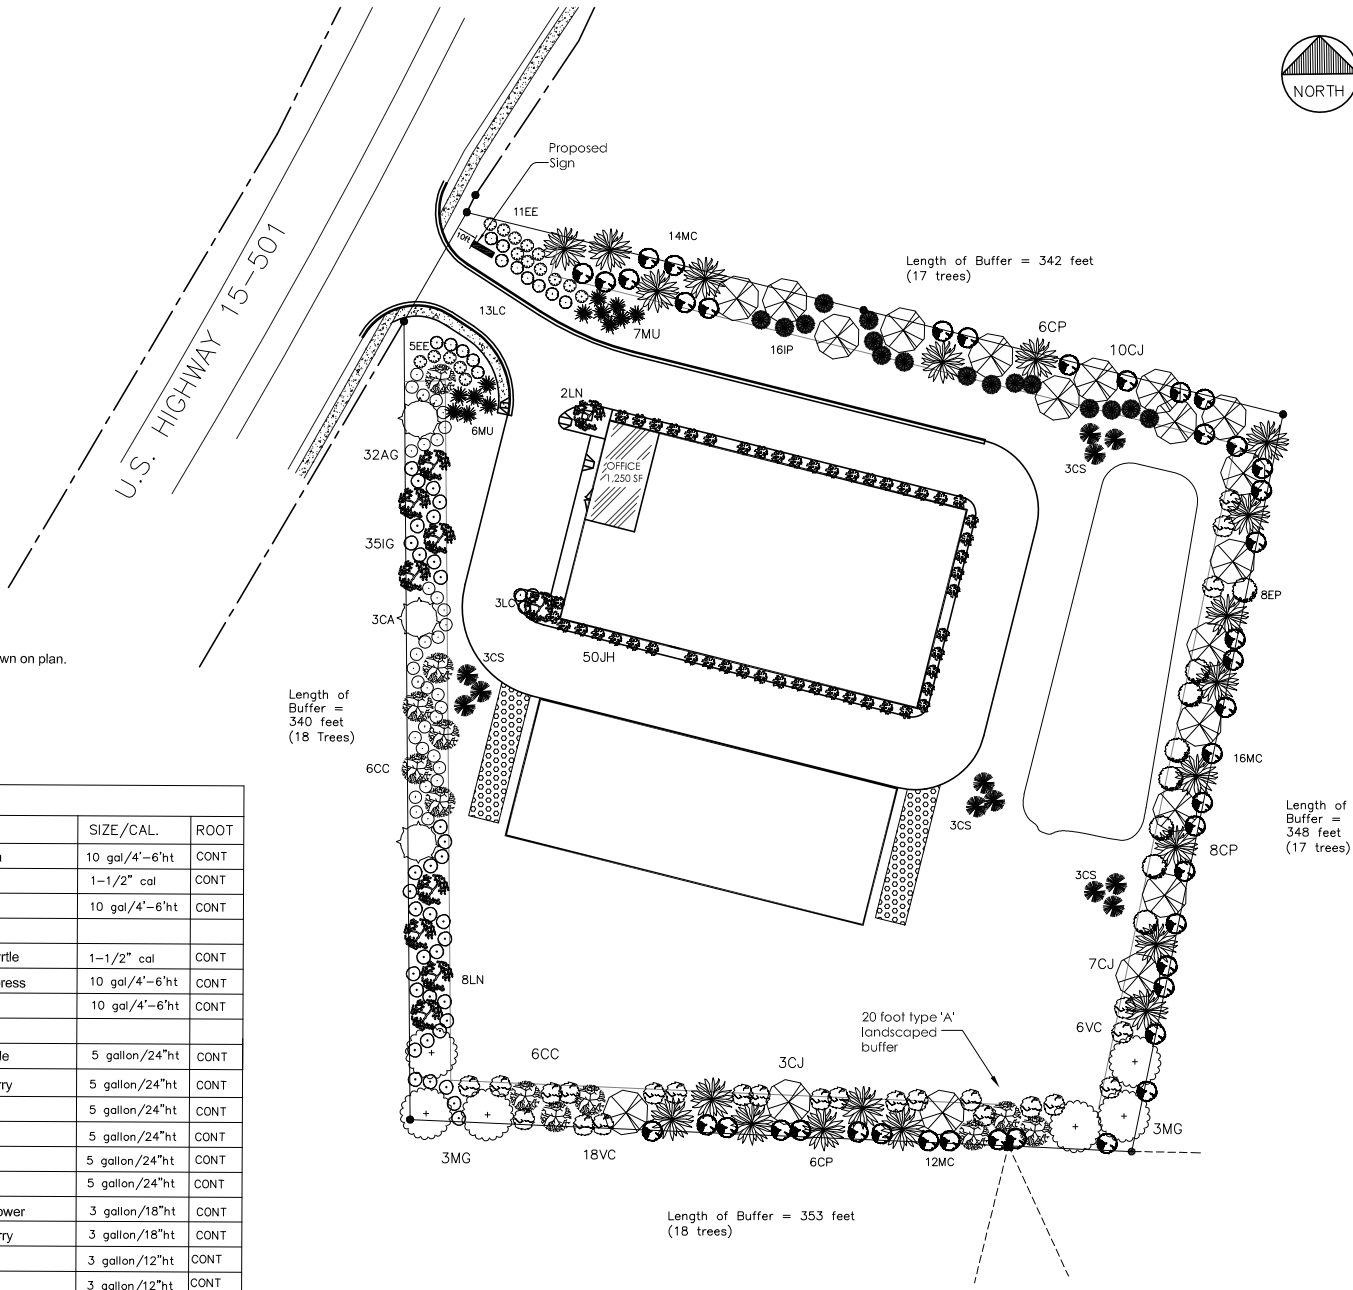 NORTH
Proposed
Sign
U.S. HIGHWAY 15-501
11EE
10ft
14MC
Length of Buffer = 342 feet
(17 trees)
13LC
7MU
16IP
6CP
10CJ
5EE
6MU
2LN
OFFICE
1,250 SF
3CS
32AG
35IG
3CA
3LC
50JH
3CS
8EP
wn on plan.
Length of
Buffer =
340 feet
(18 Trees)
6CC
3CS
16MC
Length of
Buffer =
348 feet
(17 trees)
8CP
3CS
7CJ
8LN
6VC
20 foot type 'A'
landscaped
buffer
6CC
3CJ
3MG
18VC
6CP
12MC
3MG
Length of Buffer = 353 feet
(18 trees)
SIZE/CAL. ROOT
10 gal/4'-6'ht CONT
1-1/2" cal CONT
10 gal/4'-6'ht CONT
rtle 1-1/2" cal CONT
ress 10 gal/4'-6'ht CONT
10 gal/4'-6'ht CONT
le 5 gallon/24"ht CONT
rry 5 gallon/24"ht CONT
5 gallon/24"ht CONT
5 gallon/24"ht CONT
5 gallon/24"ht CONT
5 gallon/24"ht CONT
ower 3 gallon/18"ht CONT
rry 3 gallon/18"ht CONT
3 gallon/12"ht CONT
3 gallon/12"ht CONT